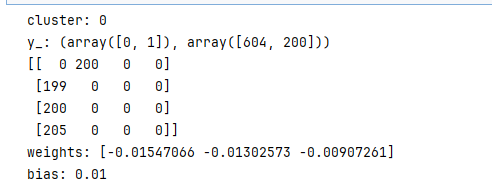 cluster: 0
y_: (array([0, 1]), array([604, 200]))
[[  0 200   0   0]
 [199   0   0   0]
 [200   0   0   0]
 [205   0   0   0]]
weights: [-0.01547066 -0.01302573 -0.00907261]
bias: 0.01